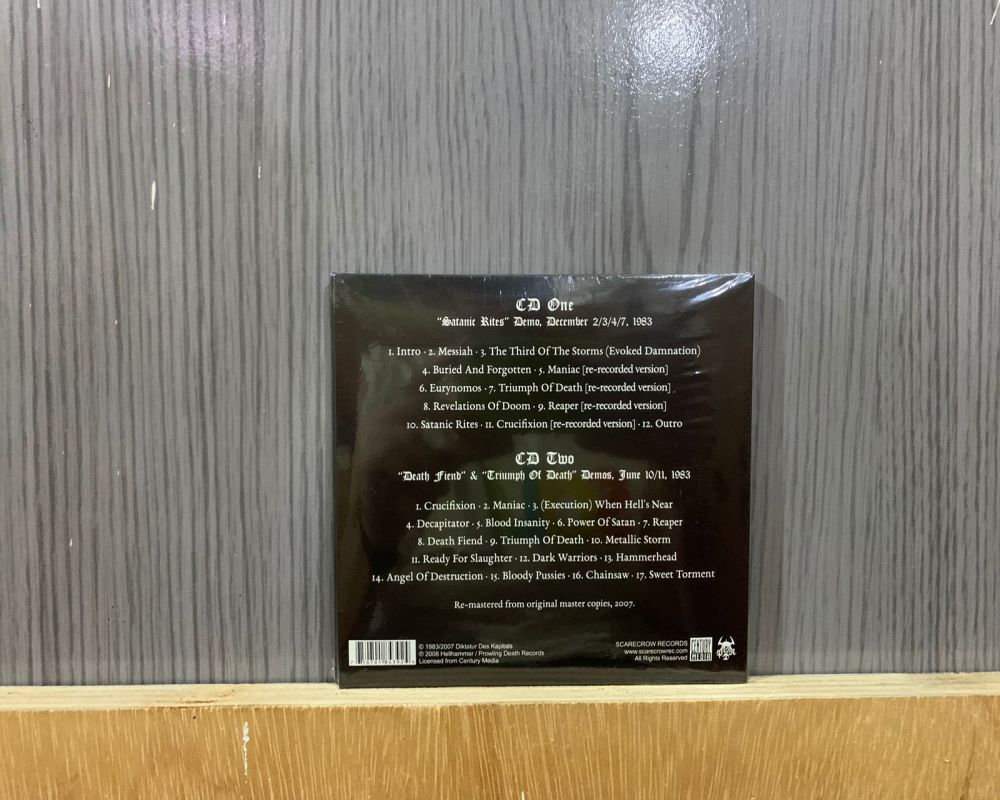 CD One
“Satanic Rites” Demo, December 2/3/4/7, 1983
1. Intro · 2. Messiah · 3. The Third Of The Storms (Evoked Damnation)
4. Buried And Forgotten · 5. Maniac [re-recorded version]
6. Eurynomos · 7. Triumph Of Death [re-recorded version]
8. Revelations Of Doom · 9. Reaper [re-recorded version]
10. Satanic Rites · 11. Crucifixion [re-recorded version] · 12. Outro
CD Two
“Death Fiend” & “Triumph Of Death” Demos, June 10/11, 1983
1. Crucifixion · 2. Maniac · 3. (Execution) When Hell's Near
4. Decapitator · 5. Blood Insanity · 6. Power Of Satan · 7. Reaper
8. Death Fiend · 9. Triumph Of Death · 10. Metallic Storm
11. Ready For Slaughter · 12. Dark Warriors · 13. Hammerhead
14. Angel Of Destruction · 15. Bloody Pussies · 16. Chainsaw · 17. Sweet Torment
Re-mastered from original master copies, 2007.
© 1983/2007 Diktatur Des Kapitals
℗ 2008 Hellhammer / Prowling Death Records
Licensed from Century Media
SCARECROW RECORDS
www.scarecrowrec.com
All Rights Reserved
CENTURY MEDIA